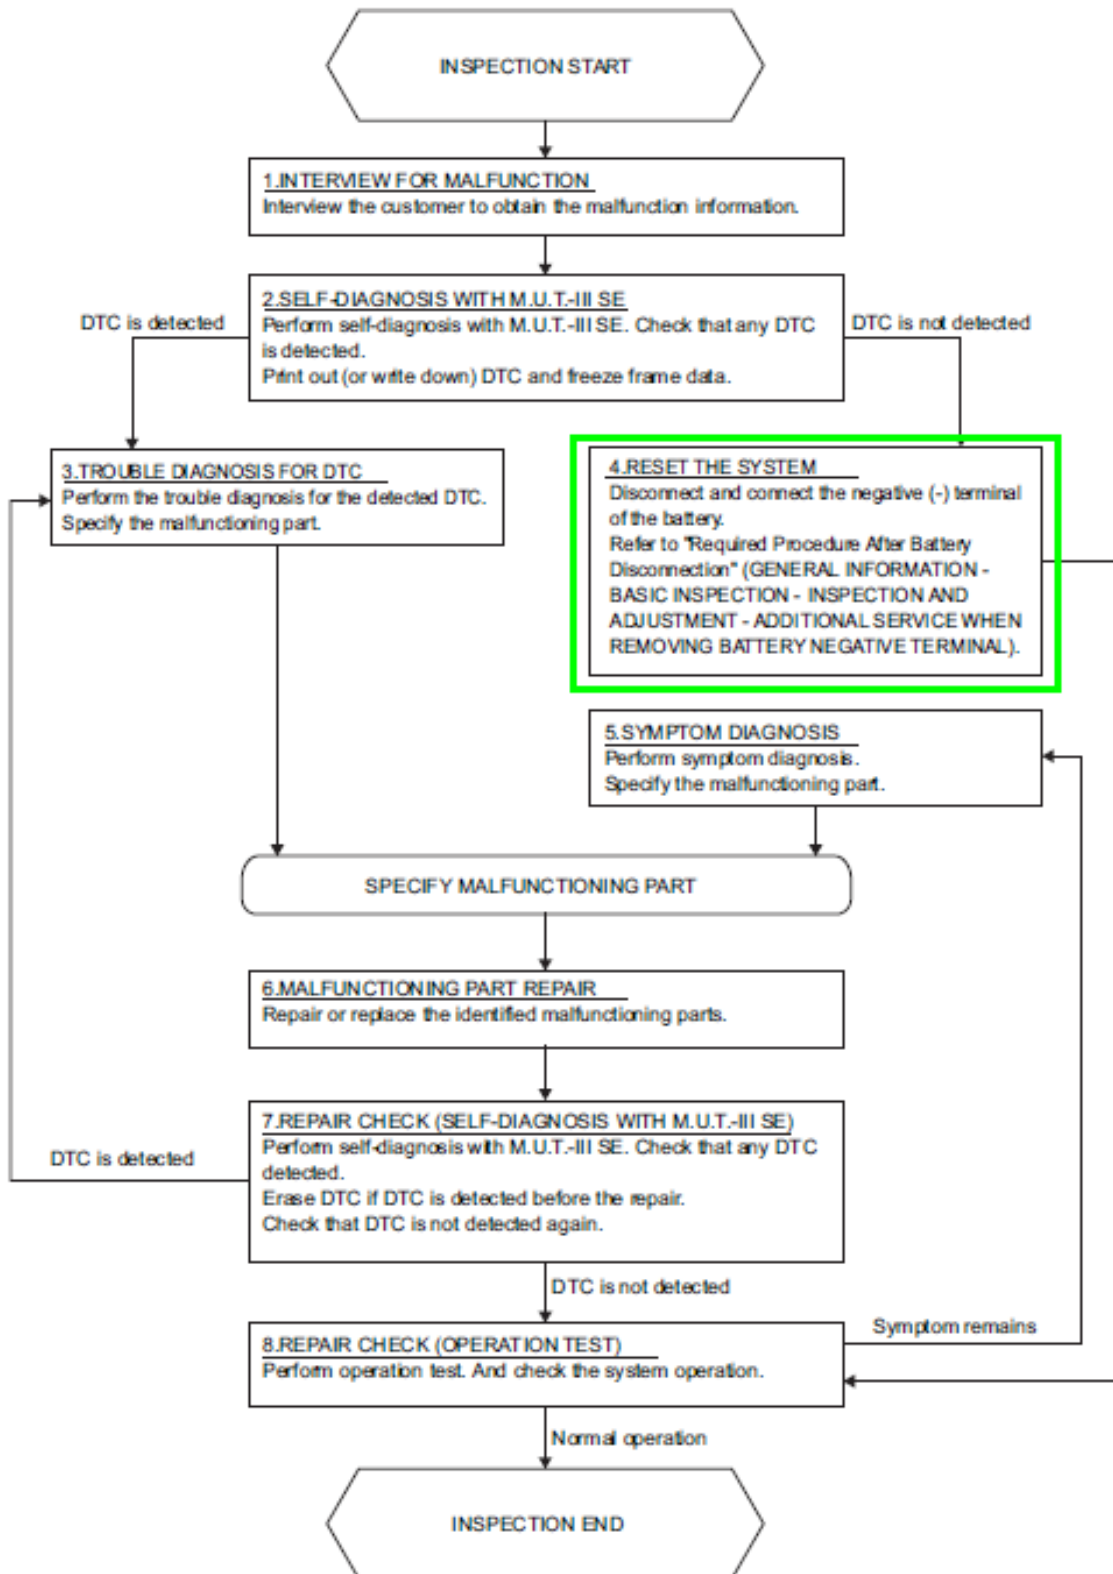 INSPECTION START
1.INTERVIEW FOR MALFUNCTION
Interview the customer to obtain the malfunction information.
2.SELF-DIAGNOSIS WITH M.U.T.-III SE
Perform self-diagnosis with M.U.T.-III SE. Check that any DTC
is detected.
Print out (or write down) DTC and freeze frame data.
DTC is detected
DTC is not detected
3.TROUBLE DIAGNOSIS FOR DTC
Perform the trouble diagnosis for the detected DTC.
Specify the malfunctioning part.
4.RESET THE SYSTEM
Disconnect and connect the negative (-) terminal
of the battery.
Refer to "Required Procedure After Battery
Disconnection" (GENERAL INFORMATION -
BASIC INSPECTION - INSPECTION AND
ADJUSTMENT - ADDITIONAL SERVICE WHEN
REMOVING BATTERY NEGATIVE TERMINAL).
5.SYMPTOM DIAGNOSIS
Perform symptom diagnosis.
Specify the malfunctioning part.
SPECIFY MALFUNCTIONING PART
6.MALFUNCTIONING PART REPAIR
Repair or replace the identified malfunctioning parts.
7.REPAIR CHECK (SELF-DIAGNOSIS WITH M.U.T.-III SE)
Perform self-diagnosis with M.U.T.-III SE. Check that any DTC
detected.
Erase DTC if DTC is detected before the repair.
Check that DTC is not detected again.
DTC is detected
DTC is not detected
8.REPAIR CHECK (OPERATION TEST)
Perform operation test. And check the system operation.
Symptom remains
Normal operation
INSPECTION END